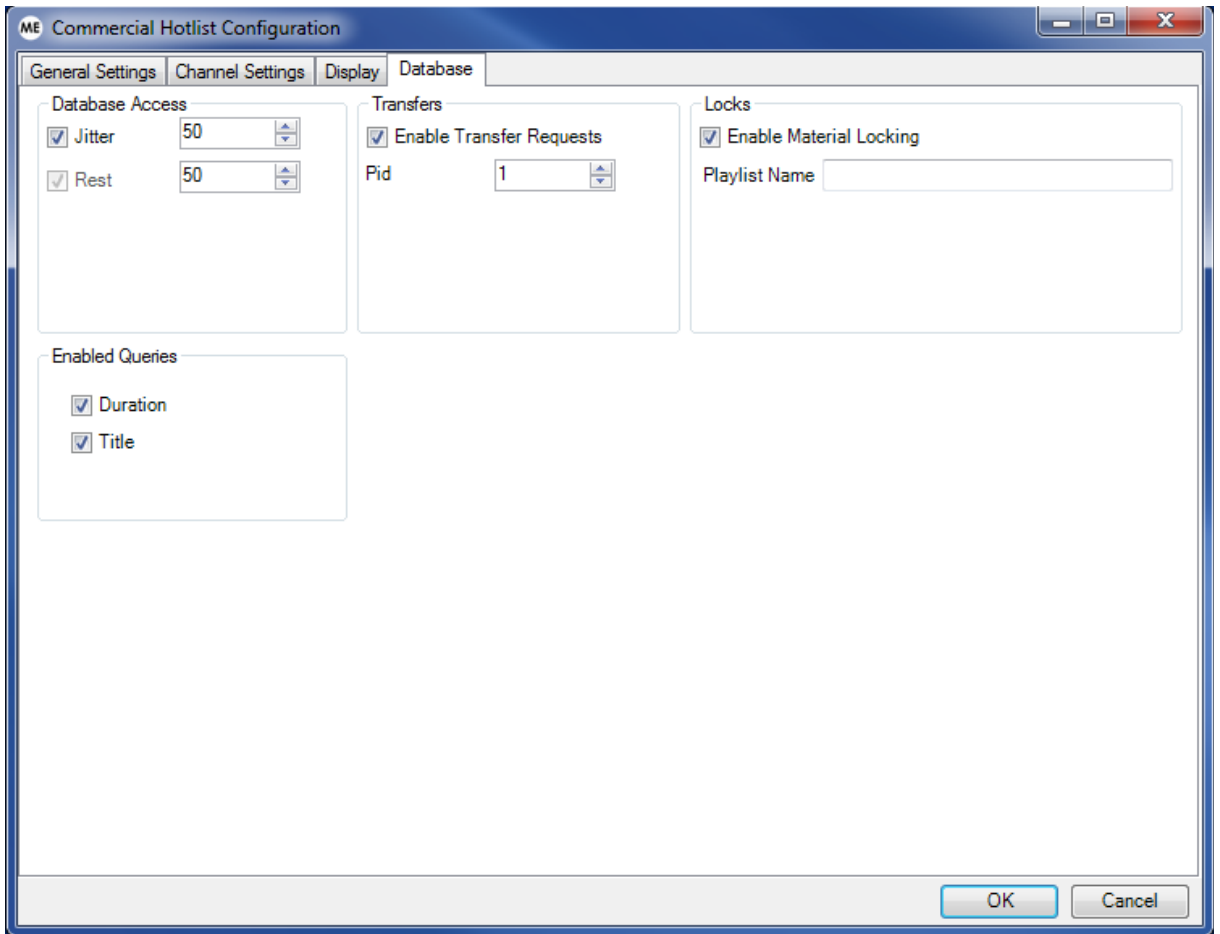 ME Commercial Hotlist Configuration
General Settings Channel Settings Display Database
Database Access
Jitter 50
Rest 50
Transfers
Enable Transfer Requests
Pid 1
Locks
Enable Material Locking
Playlist Name
Enabled Queries
Duration
Title
OK Cancel